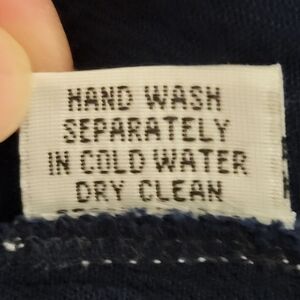 HAND WASH
SEPARATELY
IN COLD WATER
DRY CLEAN